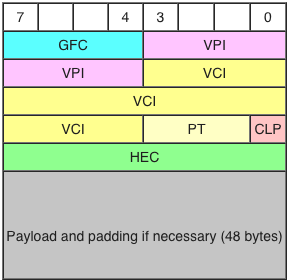 7 4 3 0
GFC VPI
VPI VCI
VCI
VCI PT CLP
HEC
Payload and padding if necessary (48 bytes)